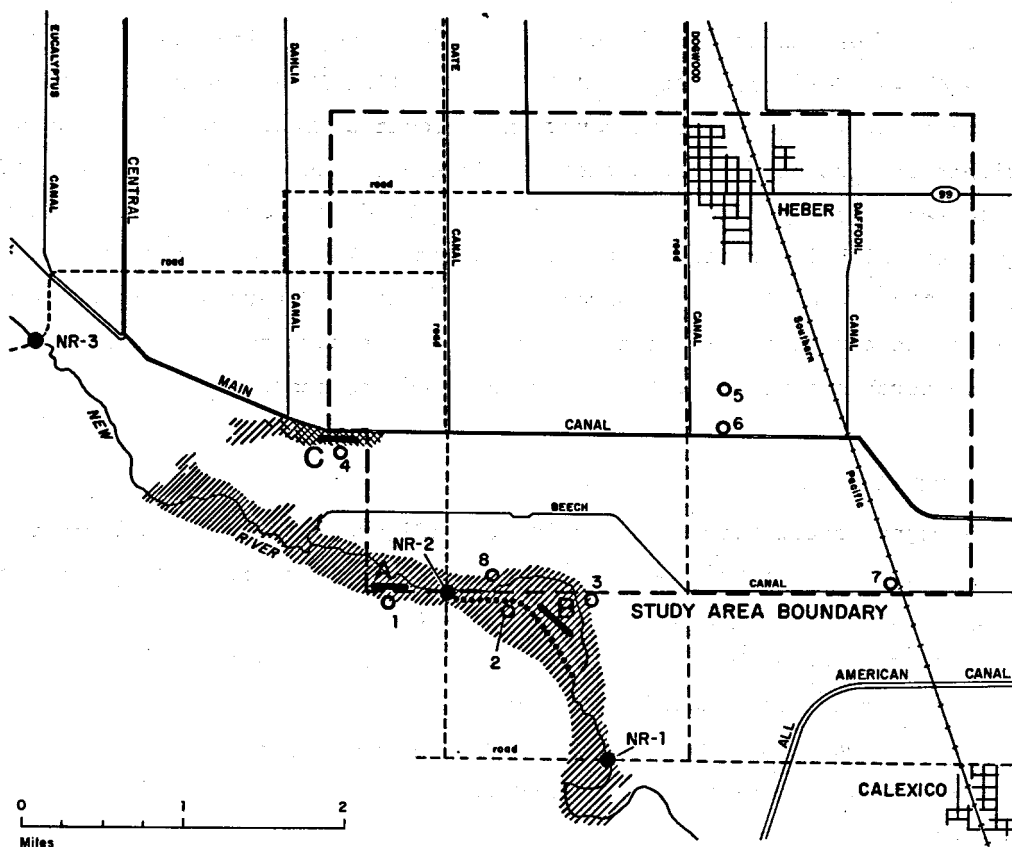 EUCALYPTUS
CANAL
CENTRAL
DAHLIA
CANAL
DATE
CANAL
DOGWOOD
CANAL
road
road
road
road
HEBER
99
DAFFODIL
CANAL
Southern
Pacific
NR-3
NEW
RIVER
MAIN
CANAL
C
4
5
6
BEECH
CANAL
NR-2
8
A
1
2
B
3
7
STUDY AREA BOUNDARY
AMERICAN CANAL
ALL
NR-1
road
CALEXICO
0 1 2
Miles